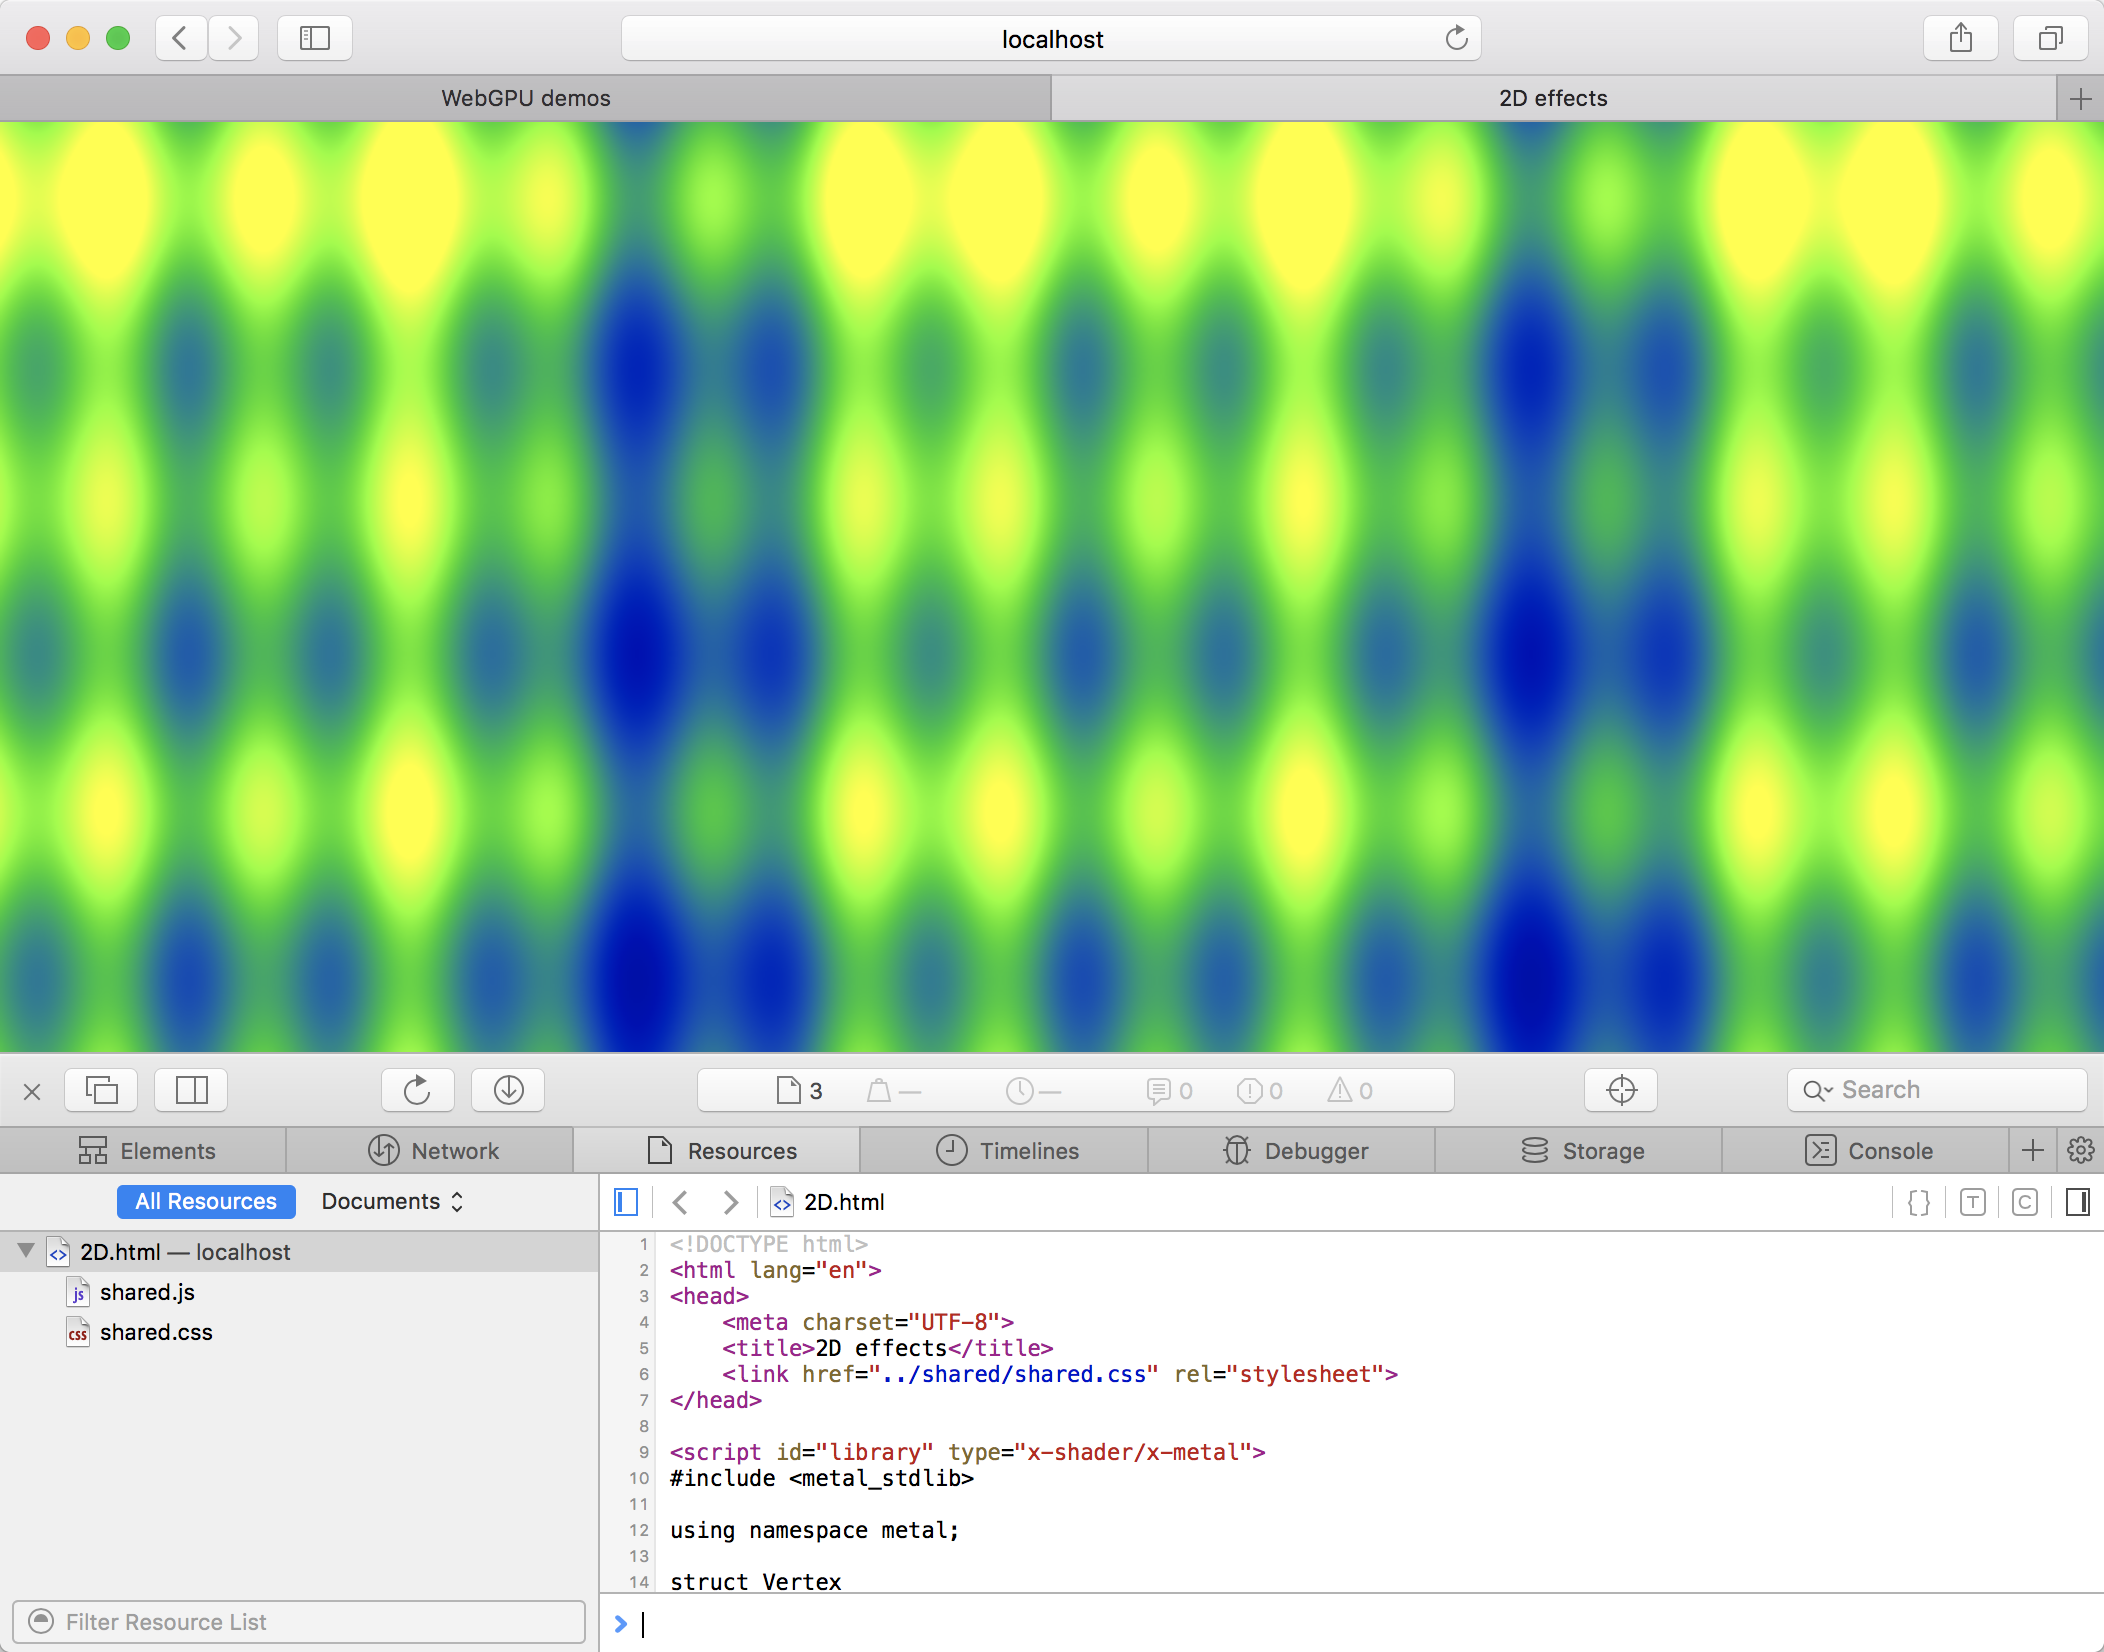 localhost
WebGPU demos
2D effects
3 — — 0 0 0
Search
Elements
Network
Resources
Timelines
Debugger
Storage
Console
All Resources
Documents
2D.html
{} T C
2D.html — localhost
js shared.js
css shared.css
Filter Resource List
1 <!DOCTYPE html>
2 <html lang="en">
3 <head>
4 <meta charset="UTF-8">
5 <title>2D effects</title>
6 <link href="../shared/shared.css" rel="stylesheet">
7 </head>
8
9 <script id="library" type="x-shader/x-metal">
10 #include <metal_stdlib>
11
12 using namespace metal;
13
14 struct Vertex